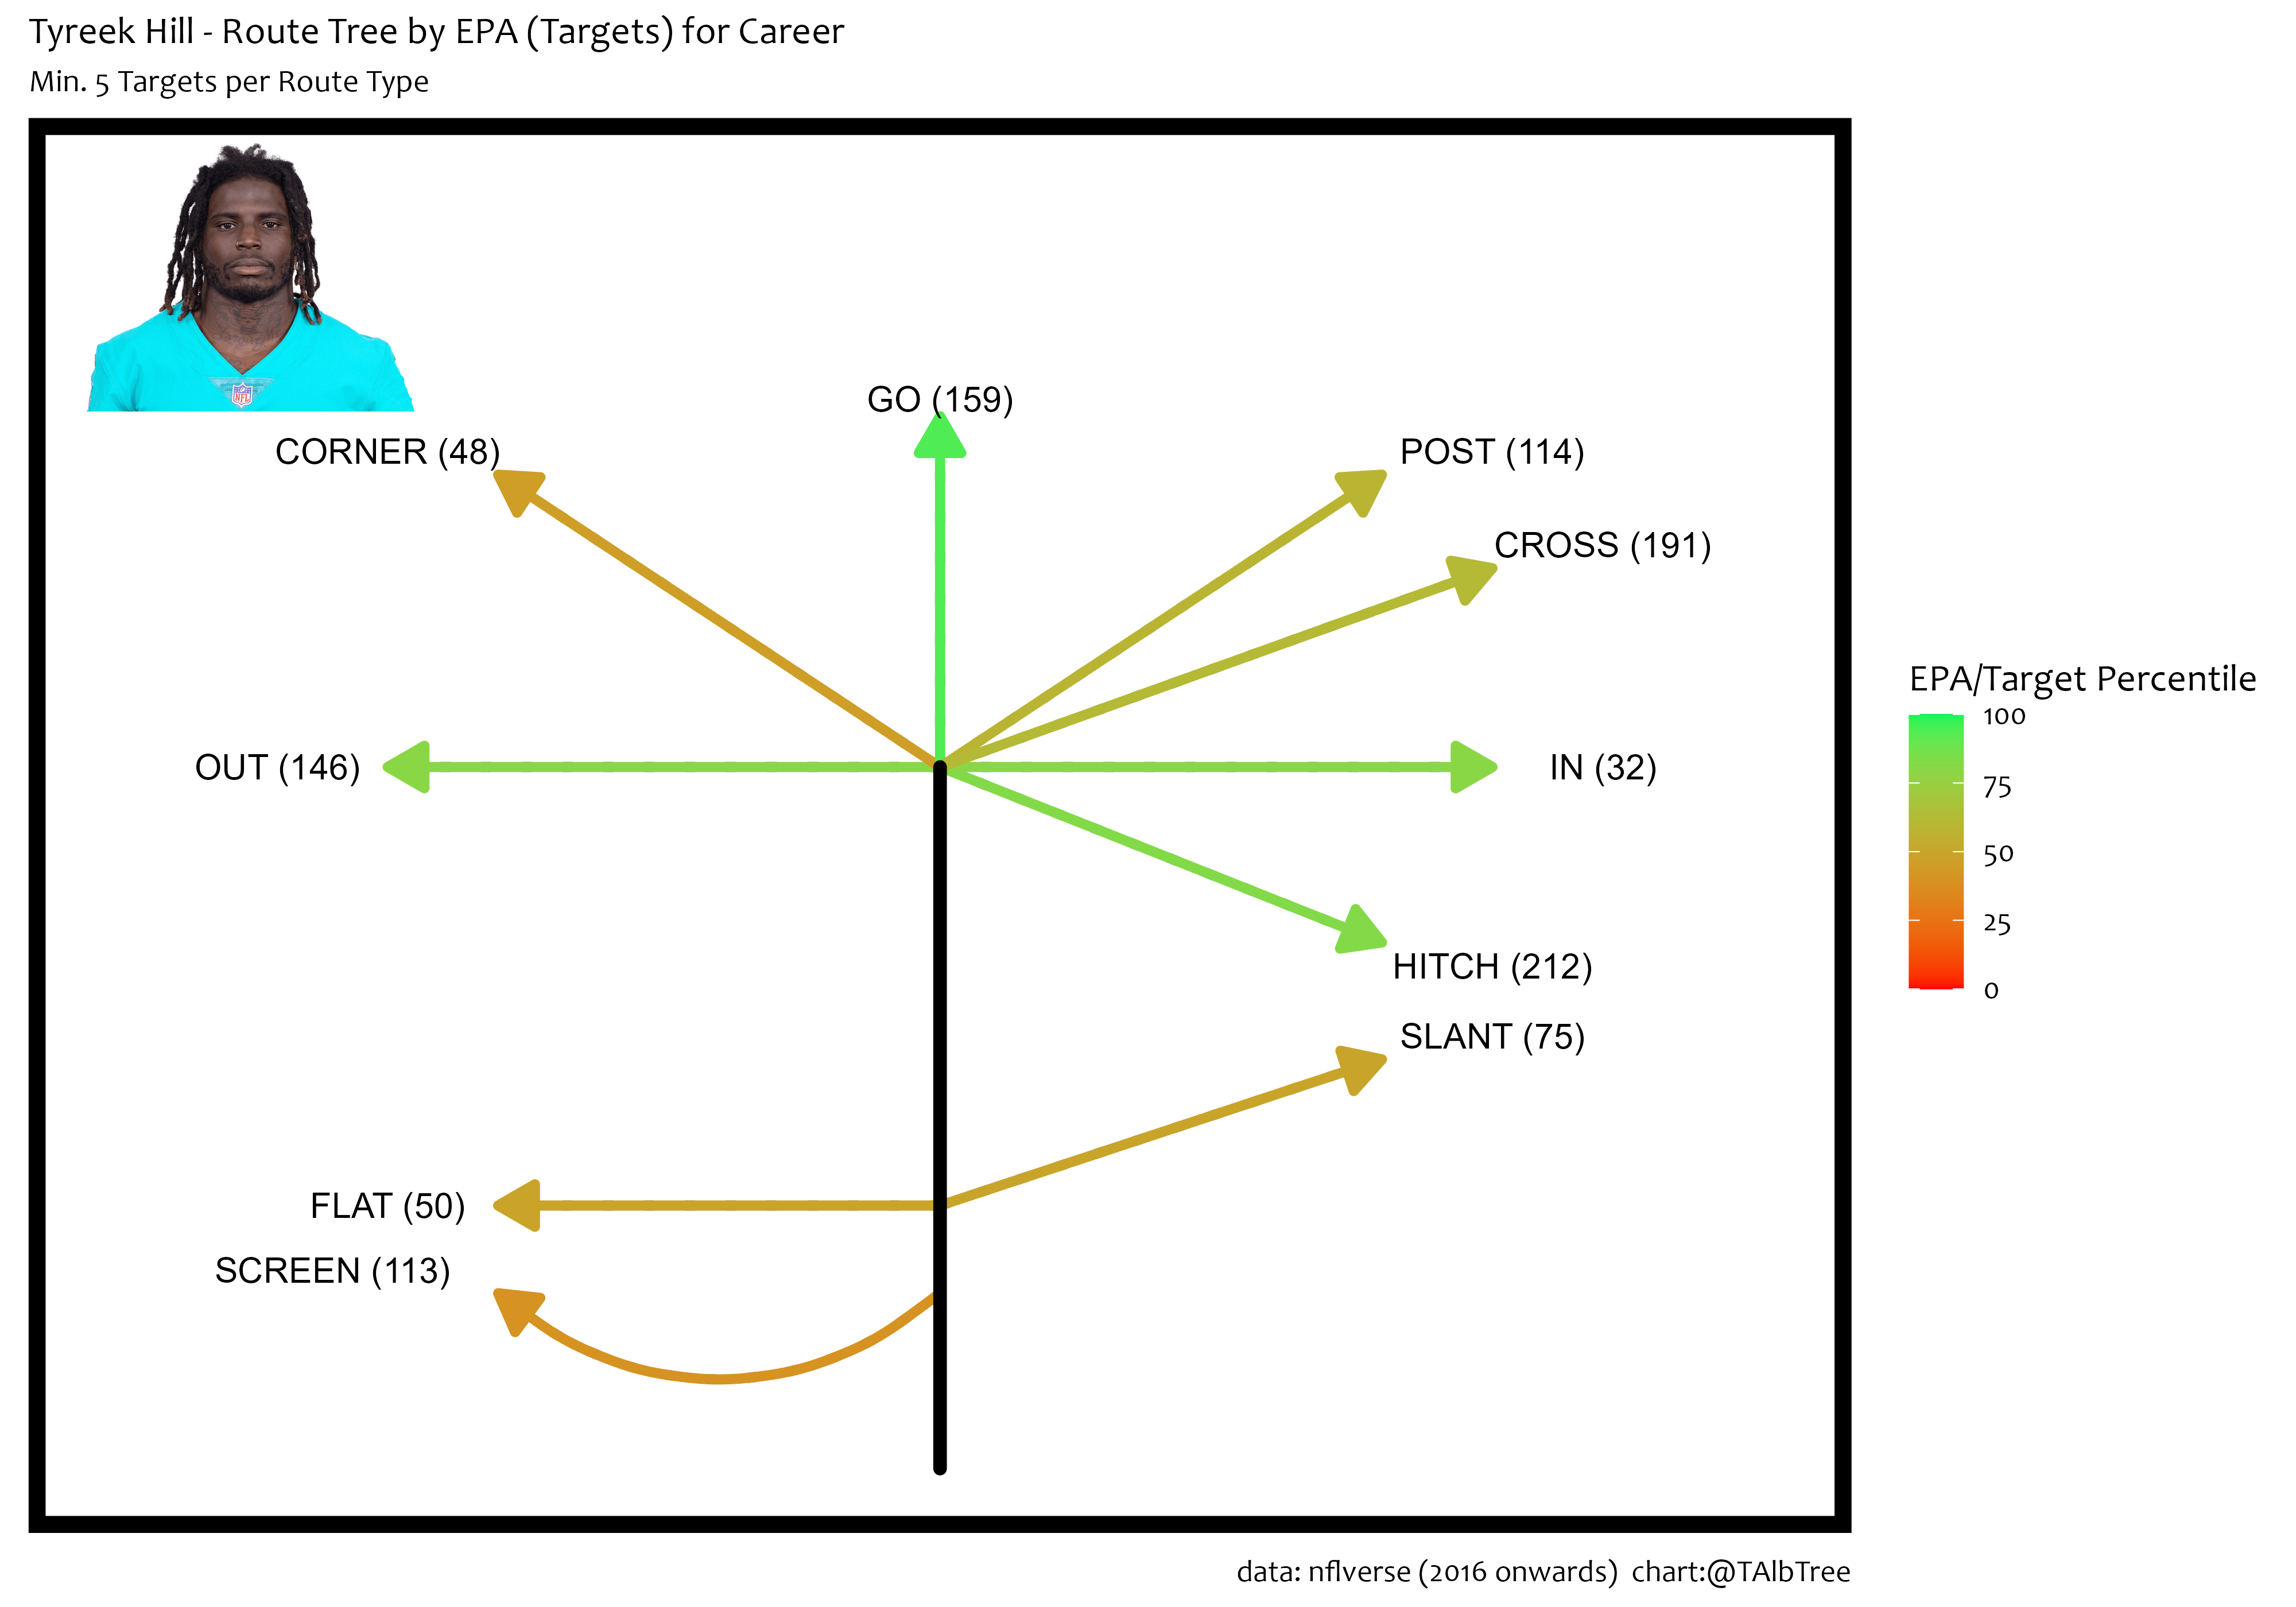 Tyreek Hill - Route Tree by EPA (Targets) for Career
Min. 5 Targets per Route Type
NFL
GO (159)
CORNER (48)
POST (114)
CROSS (191)
OUT (146)
IN (32)
HITCH (212)
SLANT (75)
FLAT (50)
SCREEN (113)
EPA/Target Percentile
100
75
50
25
0
data: nflverse (2016 onwards) chart:@TAlbTree